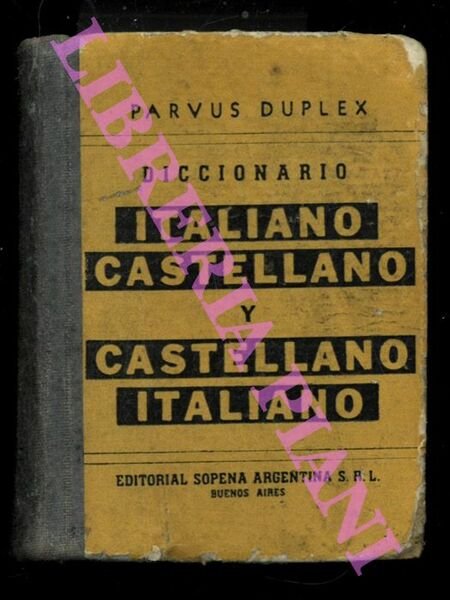 PARVUS DUPLEX
DICCIONARIO
ITALIANO
CASTELLANO
Y
CASTELLANO
ITALIANO
EDITORIAL SOPENA ARGENTINA S. R. L.
BUENOS AIRES
LIBRERIA PIANI